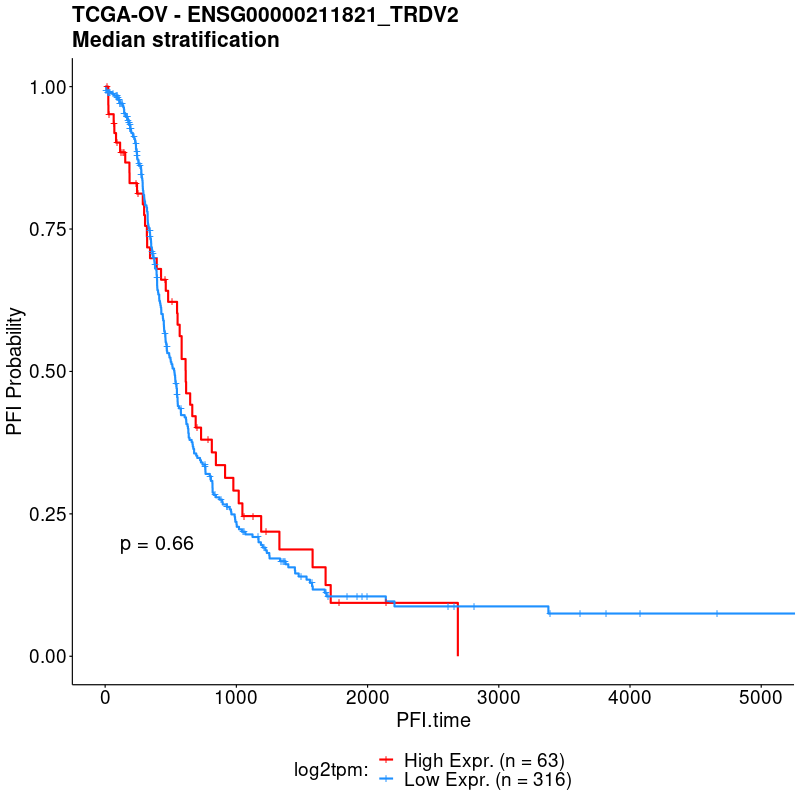 TCGA-OV - ENSG00000211821_TRDV2
Median stratification
1.00
0.75
0.50
0.25
0.00
PFI Probability
p = 0.66
0 1000 2000 3000 4000 5000
PFI.time
log2tpm:
High Expr. (n = 63)
Low Expr. (n = 316)